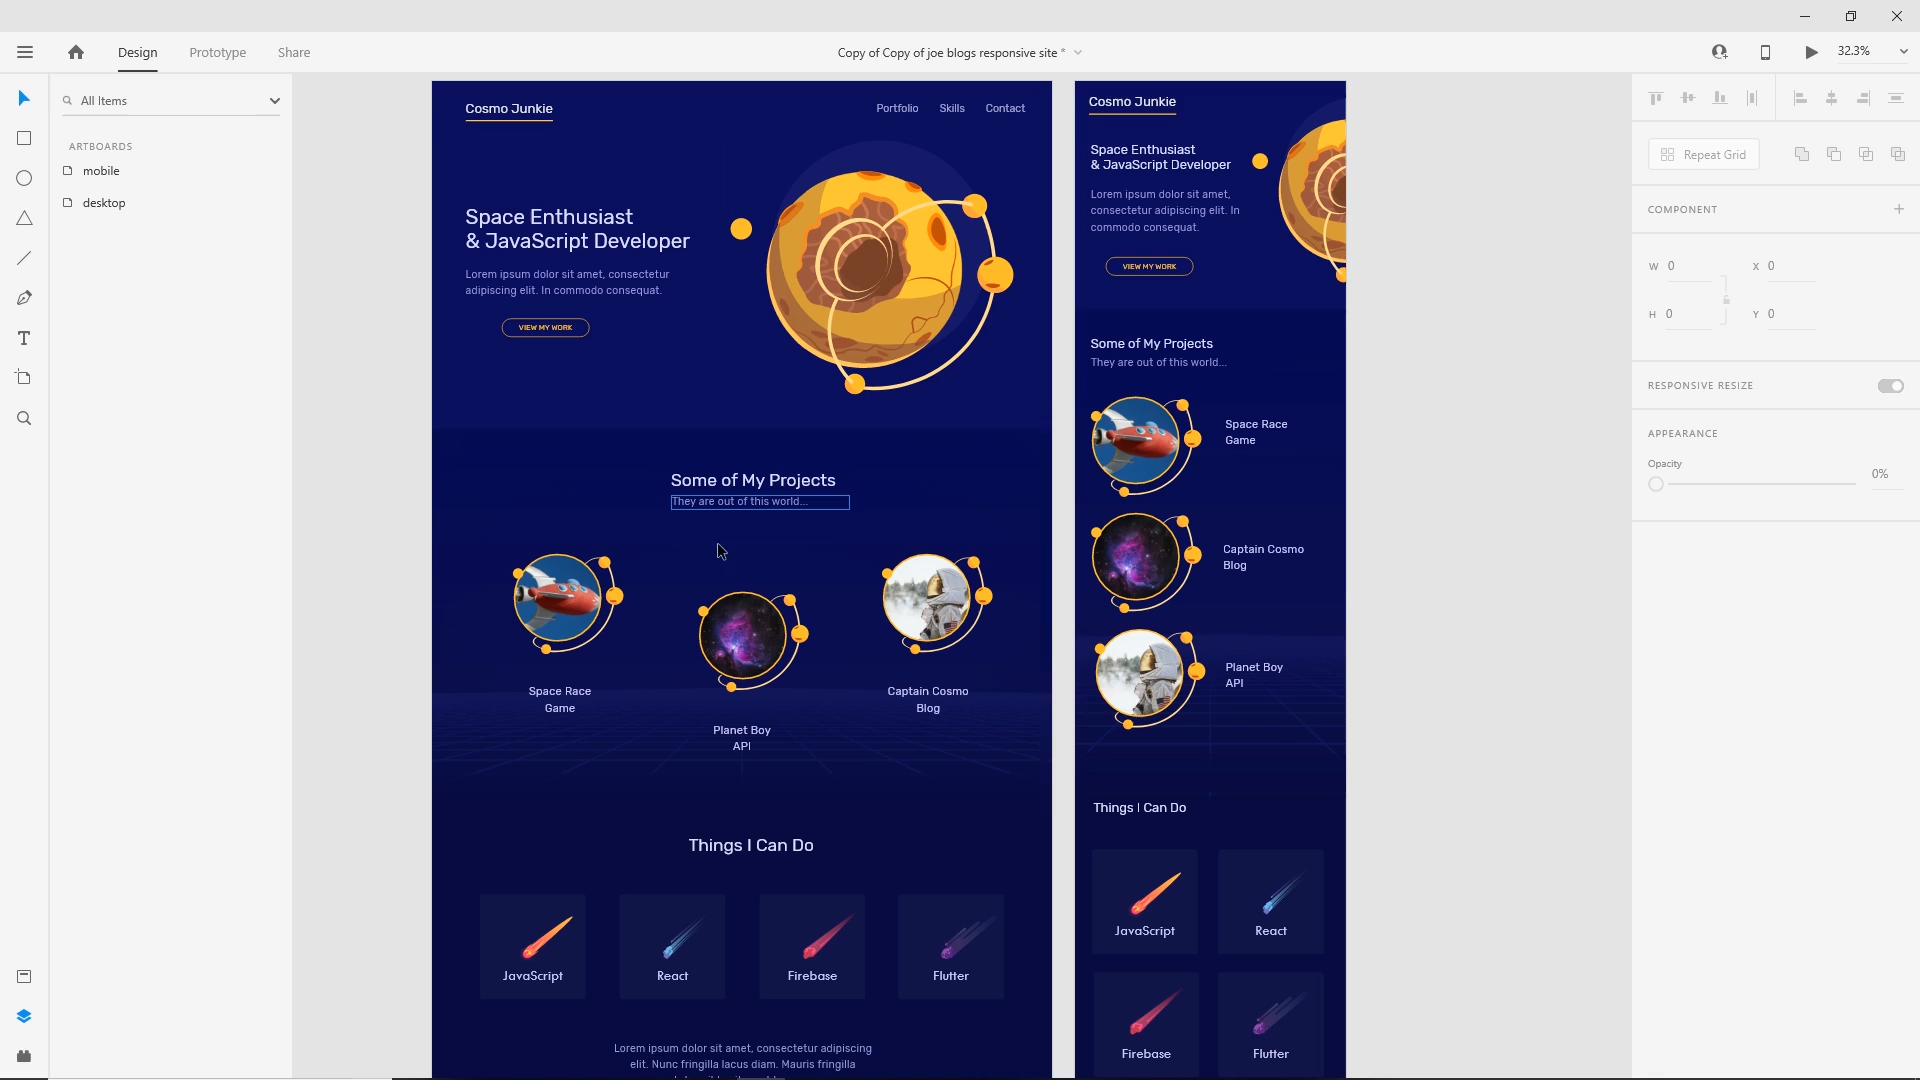 Design
Prototype
Share
Copy of Copy of joe blogs responsive site *
32.3%
All Items
ARTBOARDS
mobile
desktop
Cosmo Junkie
Portfolio
Skills
Contact
Space Enthusiast
& JavaScript Developer
Lorem ipsum dolor sit amet, consectetur
adipiscing elit. In commodo consequat.
VIEW MY WORK
Some of My Projects
They are out of this world...
Space Race
Game
Planet Boy
API
Captain Cosmo
Blog
Things I Can Do
JavaScript
React
Firebase
Flutter
Lorem ipsum dolor sit amet, consectetur adipiscing
elit. Nunc fringilla lacus diam. Mauris fringilla
Cosmo Junkie
Space Enthusiast
& JavaScript Developer
Lorem ipsum dolor sit amet,
consectetur adipiscing elit. In
commodo consequat.
VIEW MY WORK
Some of My Projects
They are out of this world...
Space Race
Game
Captain Cosmo
Blog
Planet Boy
API
Things I Can Do
JavaScript
React
Firebase
Flutter
Repeat Grid
COMPONENT
W 0
X 0
H 0
Y 0
RESPONSIVE RESIZE
APPEARANCE
Opacity
0%